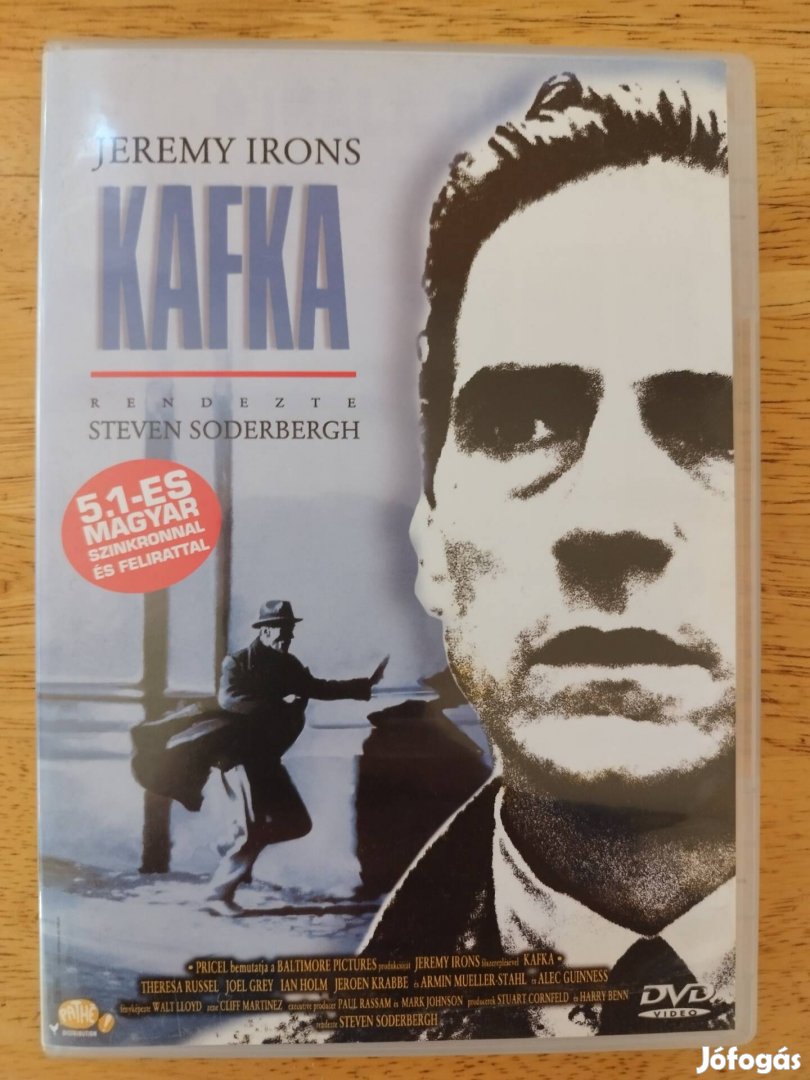 JEREMY IRONS
KAFKA
RENDEZTE
STEVEN SODERBERGH
5.1-ES
MAGYAR
SZINKRONNAL
ÉS FELIRATTAL
• PRICEL bemutatja a BALTIMORE PICTURES produkcióját JEREMY IRONS főszereplésével KAFKA •
THERESA RUSSEL JOEL GREY IAN HOLM JEROEN KRABBE és ARMIN MUELLER-STAHL és ALEC GUINNESS
fényképezte WALT LLOYD zene CLIFF MARTINEZ executive producer PAUL RASSAM és MARK JOHNSON producerek STUART CORNFELD és HARRY BENN
rendezte STEVEN SODERBERGH
PATHÉ!
DISTRIBUTION
DVD
VIDEO
Jófogás